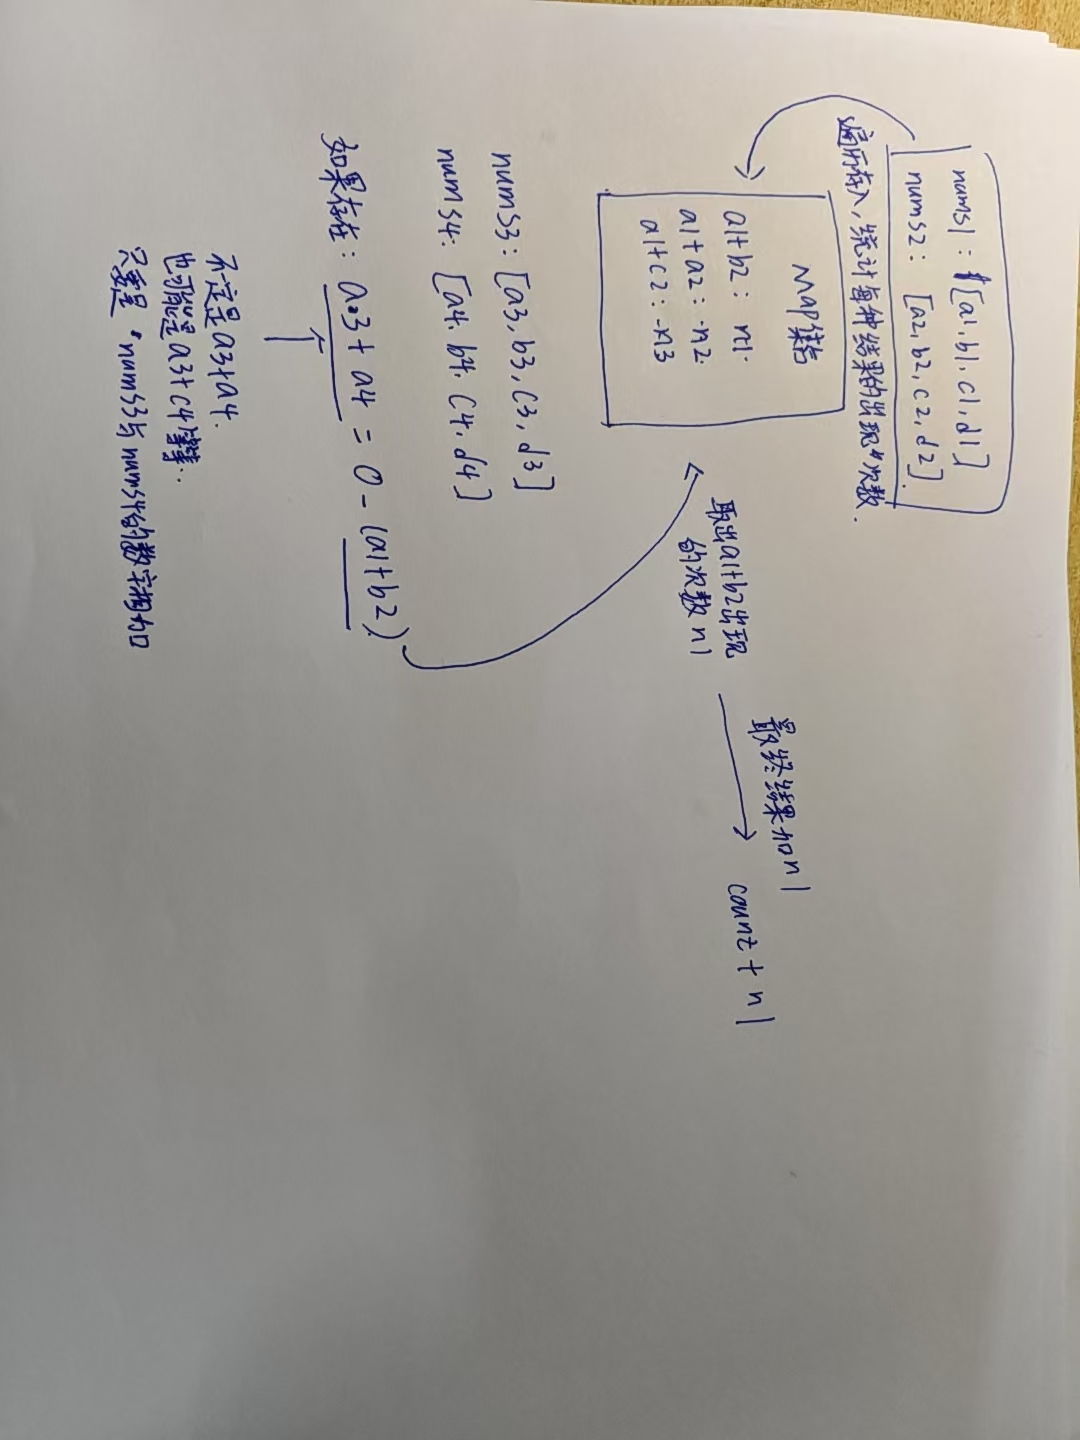 nums1: [a1,b1,c1,d1]
nums2: [a2,b2,c2,d2].
遍历存入,统计每种结果的出现次数.
Map集合
a1+b2: n1.
a1+a2: n2.
a1+c2: n3
取出a1+b2出现
的次数 n1
最终结果加n1
count + n1
nums3: [a3,b3,c3,d3]
nums4: [a4,b4,c4,d4]
如果存在: a3+a4 = 0-(a1+b2).
不一定是a3+a4.
也可能是a3+c4等等..
只要是 nums3与nums4的数字相加